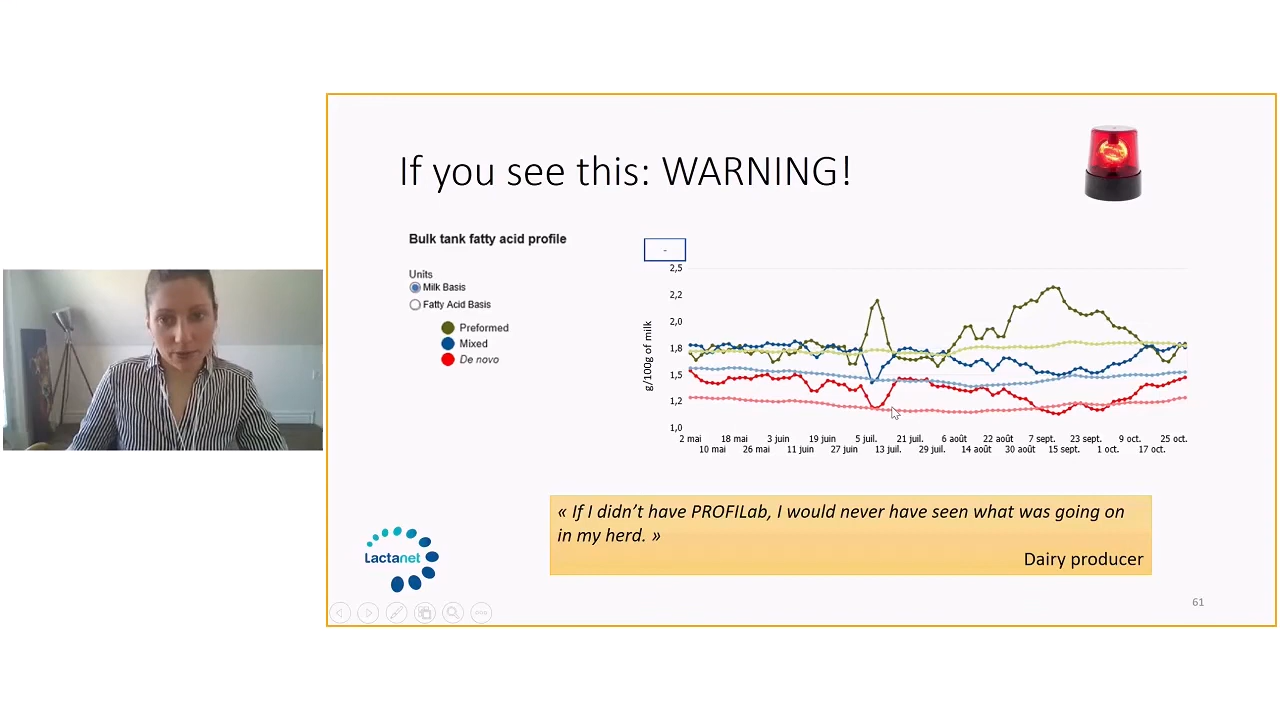 If you see this: WARNING!
Bulk tank fatty acid profile
Units
Milk Basis
Fatty Acid Basis
Preformed
Mixed
De novo
-
g/100g of milk
2,5
2,2
2,0
1,8
1,5
1,2
1,0
2 mai 18 mai 3 juin 19 juin 5 juil. 21 juil. 6 août 22 août 7 sept. 23 sept. 9 oct. 25 oct.
10 mai 26 mai 11 juin 27 juin 13 juil. 29 juil. 14 août 30 août 15 sept. 1 oct. 17 oct.
« If I didn’t have PROFILab, I would never have seen what was going on
in my herd. »
Dairy producer
Lactanet
61